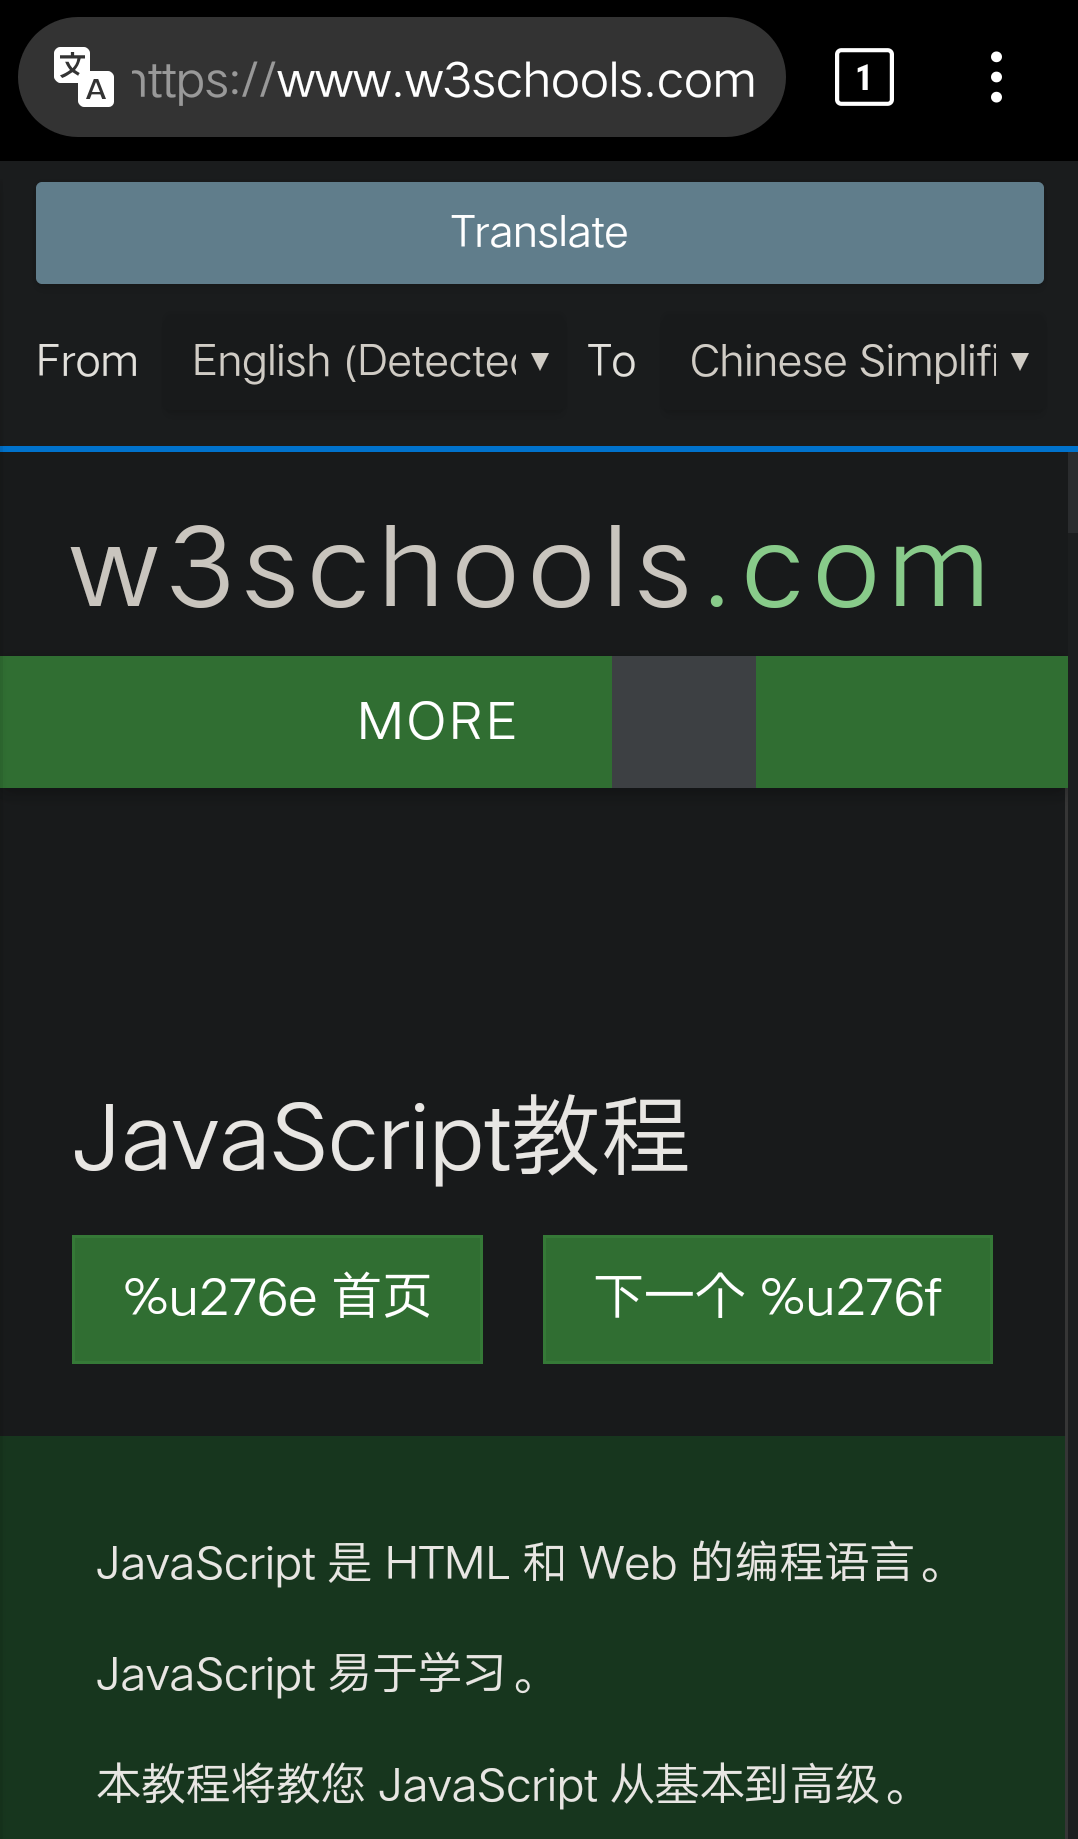 https://www.w3schools.com
1
Translate
From English (Detected To Chinese Simplifi
w3schools.com
MORE
JavaScript教程
%u276e 首页 下一个 %u276f
JavaScript 是 HTML 和 Web 的编程语言。
JavaScript 易于学习。
本教程将教您 JavaScript 从基本到高级。